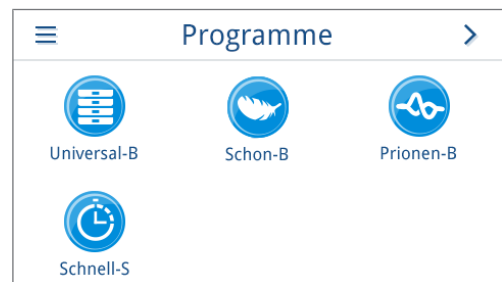 Programme
Universal-B
Schon-B
Prionen-B
Schnell-S